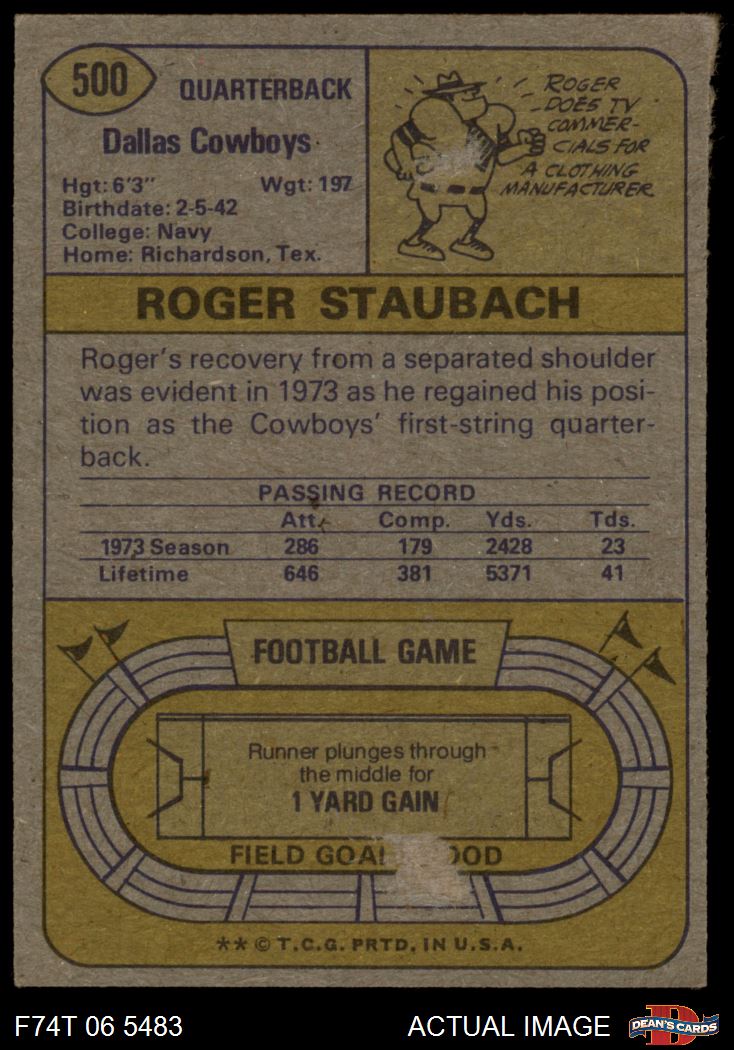 500
QUARTERBACK
Dallas Cowboys
Hgt: 6'3" Wgt: 197
Birthdate: 2-5-42
College: Navy
Home: Richardson, Tex.
ROGER
DOES TV
COMMER-
CIALS FOR
A CLOTHING
MANUFACTURER
ROGER STAUBACH
Roger's recovery from a separated shoulder
was evident in 1973 as he regained his posi-
tion as the Cowboys' first-string quarter-
back.
PASSING RECORD
Att. Comp. Yds. Tds.
1973 Season 286 179 2428 23
Lifetime 646 381 5371 41
FOOTBALL GAME
Runner plunges through
the middle for
1 YARD GAIN
FIELD
** © T.C.G. PRTD. IN U.S.A.
F74T 06 5483
ACTUAL IMAGE
DEAN'S CARDS